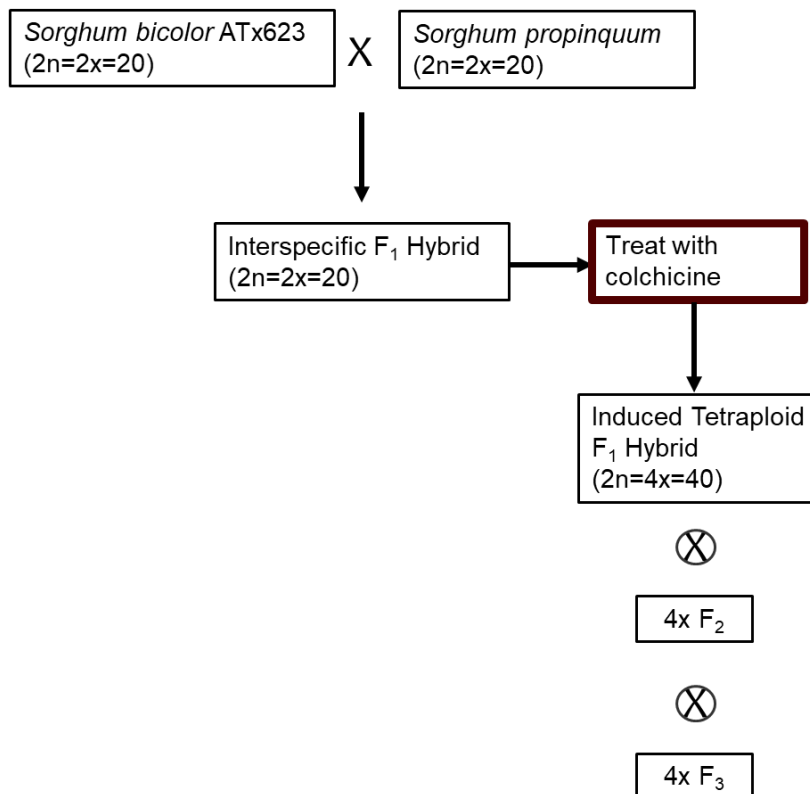 Sorghum bicolor ATx623
(2n=2x=20)
X
Sorghum propinquum
(2n=2x=20)
Interspecific F₁ Hybrid
(2n=2x=20)
Treat with
colchicine
Induced Tetraploid
F₁ Hybrid
(2n=4x=40)
X
4x F₂
X
4x F₃